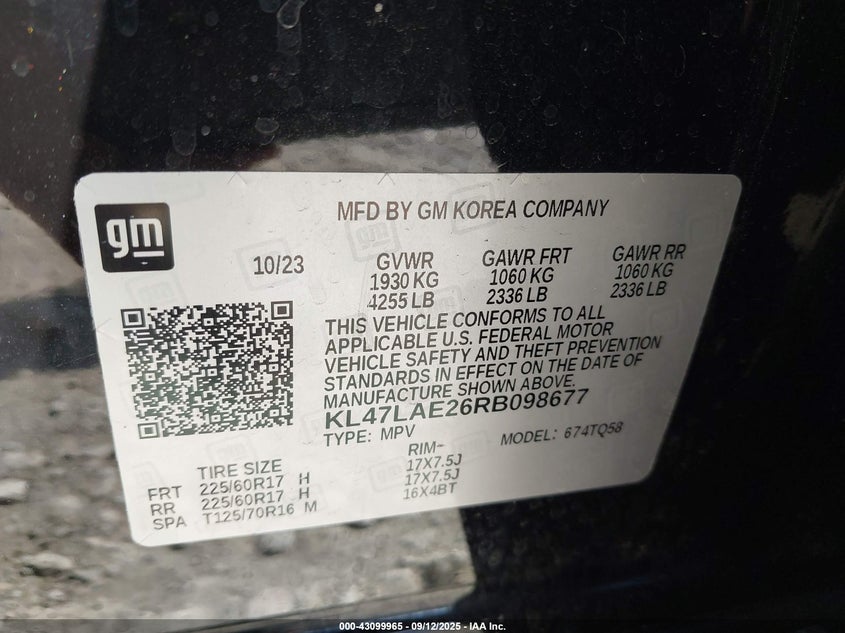 gm
MFD BY GM KOREA COMPANY
10/23
GVWR GAWR FRT GAWR RR
1930 KG 1060 KG 1060 KG
4255 LB 2336 LB 2336 LB
THIS VEHICLE CONFORMS TO ALL
APPLICABLE U.S. FEDERAL MOTOR
VEHICLE SAFETY AND THEFT PREVENTION
STANDARDS IN EFFECT ON THE DATE OF
MANUFACTURE SHOWN ABOVE.
KL47LAE26RB098677
TYPE: MPV MODEL: 674TQ58
TIRE SIZE RIM~
FRT 225/60R17 H 17X7.5J
RR 225/60R17 H 17X7.5J
SPA T125/70R16 M 16X4BT
000-43099965 - 09/12/2025 - IAA Inc.